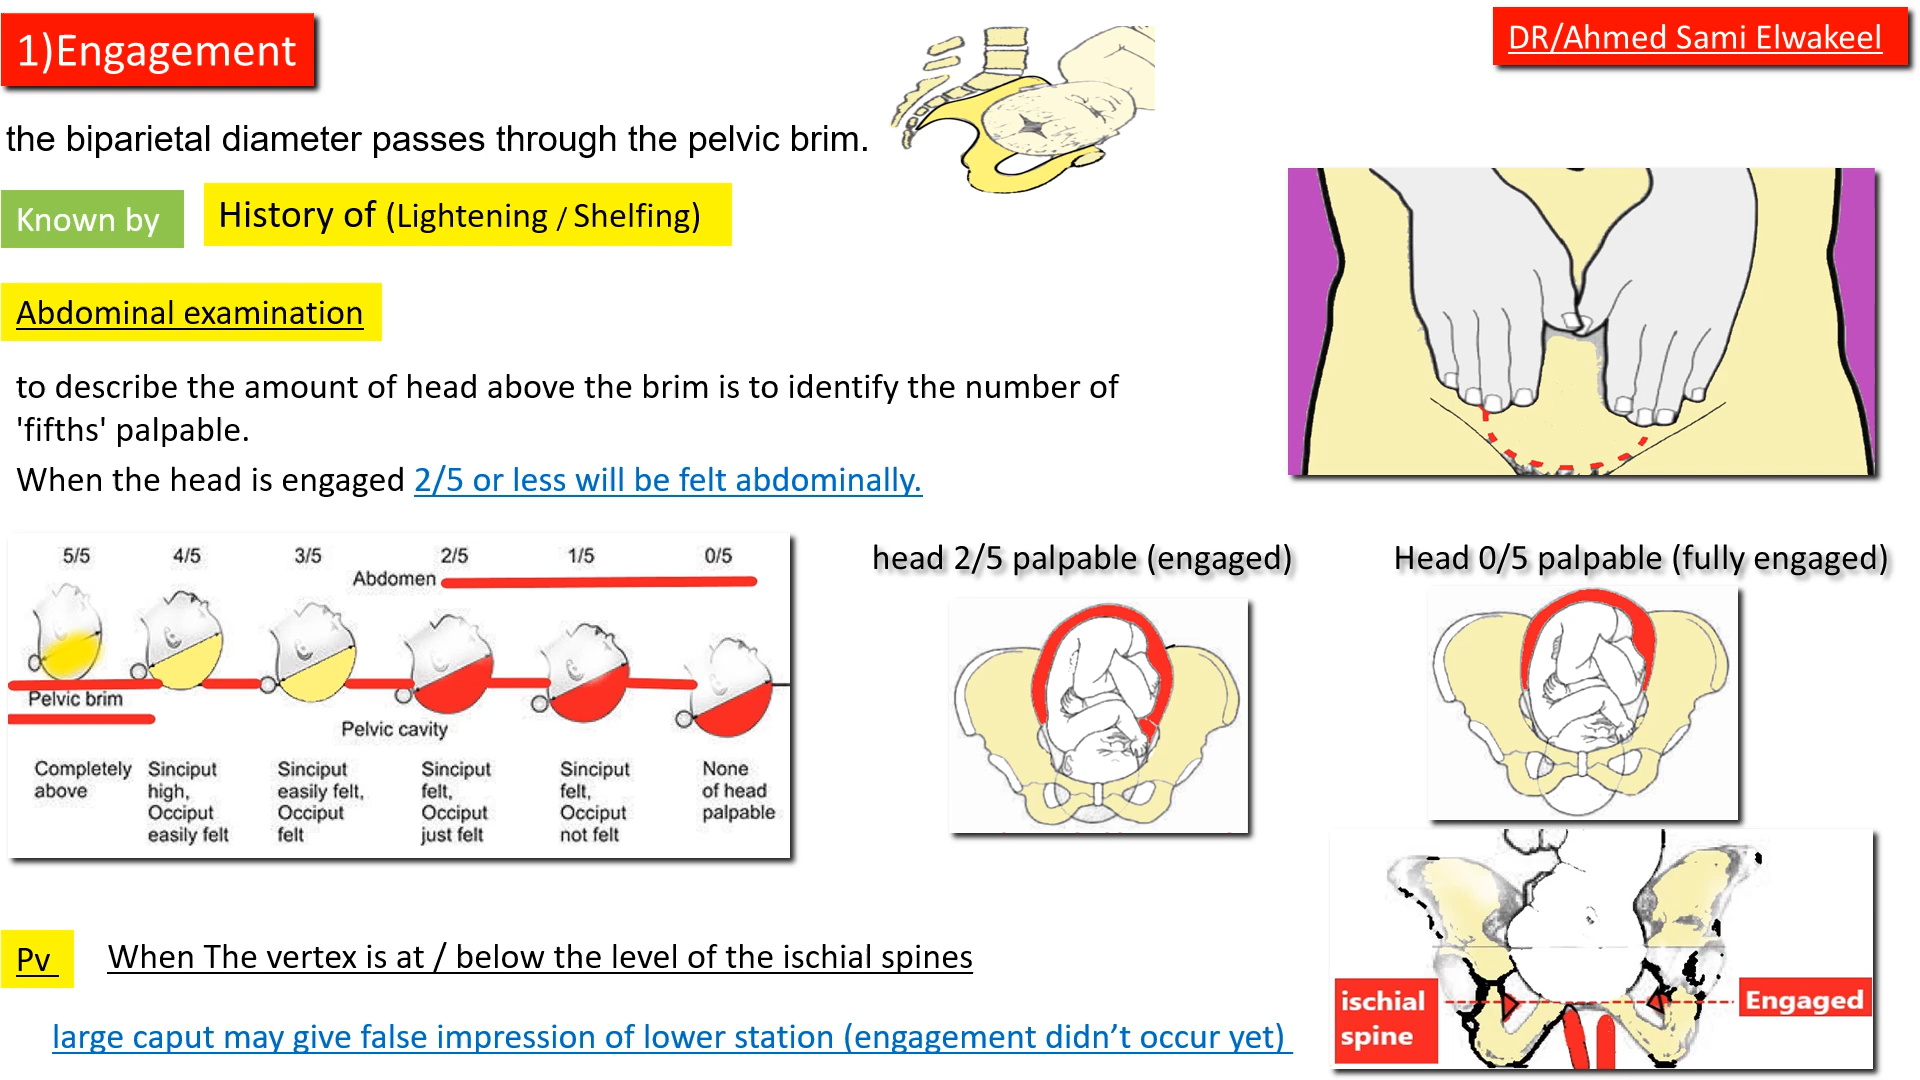 1)Engagement
DR/Ahmed Sami Elwakeel
the biparietal diameter passes through the pelvic brim.
Known by
History of (Lightening / Shelfing)
Abdominal examination
to describe the amount of head above the brim is to identify the number of
'fifths' palpable.
When the head is engaged 2/5 or less will be felt abdominally.
5/5 4/5 3/5 2/5 1/5 0/5
Abdomen
Pelvic brim
Pelvic cavity
Completely
above
Sinciput
high,
Occiput
easily felt
Sinciput
easily felt,
Occiput
felt
Sinciput
felt,
Occiput
just felt
Sinciput
felt,
Occiput
not felt
None
of head
palpable
head 2/5 palpable (engaged)
Head 0/5 palpable (fully engaged)
Pv
When The vertex is at / below the level of the ischial spines
large caput may give false impression of lower station (engagement didn’t occur yet)
ischial
spine
Engaged